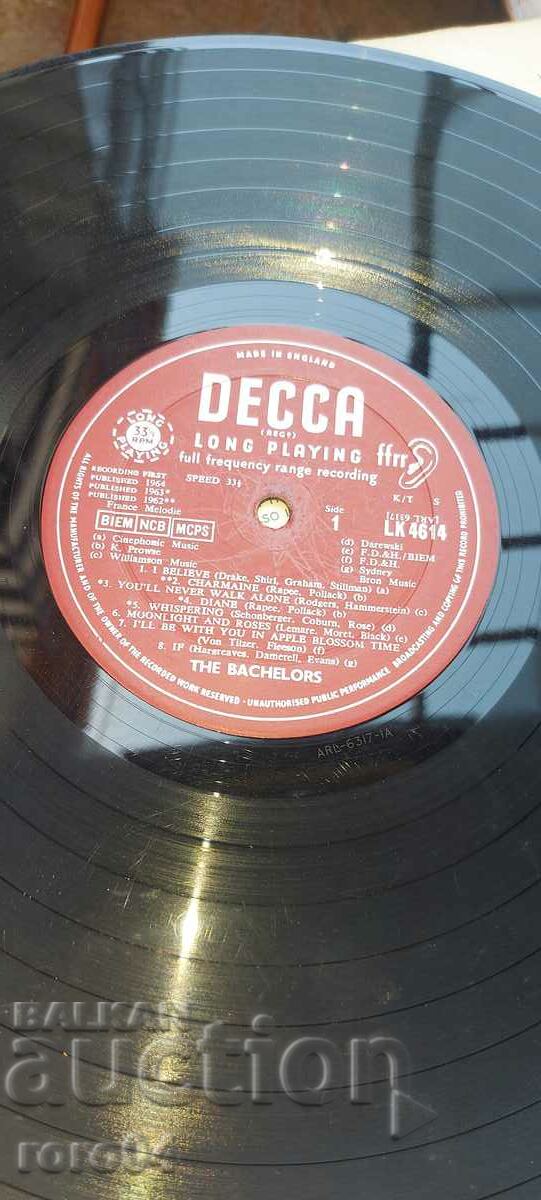 MADE IN ENGLAND
DECCA
(REGD)
LONG PLAYING
ffrr
full frequency range recording
LONG PLAYING
33⅓
RPM
SPEED 33⅓
K/T S
RECORDING FIRST
PUBLISHED 1964
PUBLISHED 1963*
PUBLISHED 1962**
France Melodie
BIEM NCB MCPS
50
Side
1
(ARL 6317)
LK 4614
(a) Cinephonic Music
(b) K. Prowse
(c) Williamson Music
(d) Darewski
(e) F.D.&H./BIEM
(f) F.D.&H.
(g) Sydney
Bron Music
1. I BELIEVE (Drake, Shirl, Graham, Stillman) (a)
**2. CHARMAINE (Rapee, Pollack) (b)
*3. YOU'LL NEVER WALK ALONE (Rodgers, Hammerstein) (c)
*4. DIANE (Rapee, Pollack) (b)
*5. WHISPERING (Schonberger, Coburn, Rose) (d)
6. MOONLIGHT AND ROSES (Lemare, Moret, Black) (e)
7. I'LL BE WITH YOU IN APPLE BLOSSOM TIME
(Von Tilzer, Fleeson) (f)
8. IF (Hargreaves, Damerell, Evans) (g)
THE BACHELORS
ALL RIGHTS OF THE MANUFACTURER AND OF THE OWNER OF THE RECORDED WORK RESERVED - UNAUTHORISED PUBLIC PERFORMANCE BROADCASTING AND COPYING OF THIS RECORD PROHIBITED
ARL-6317-1A
BALKAN
auction
roro04